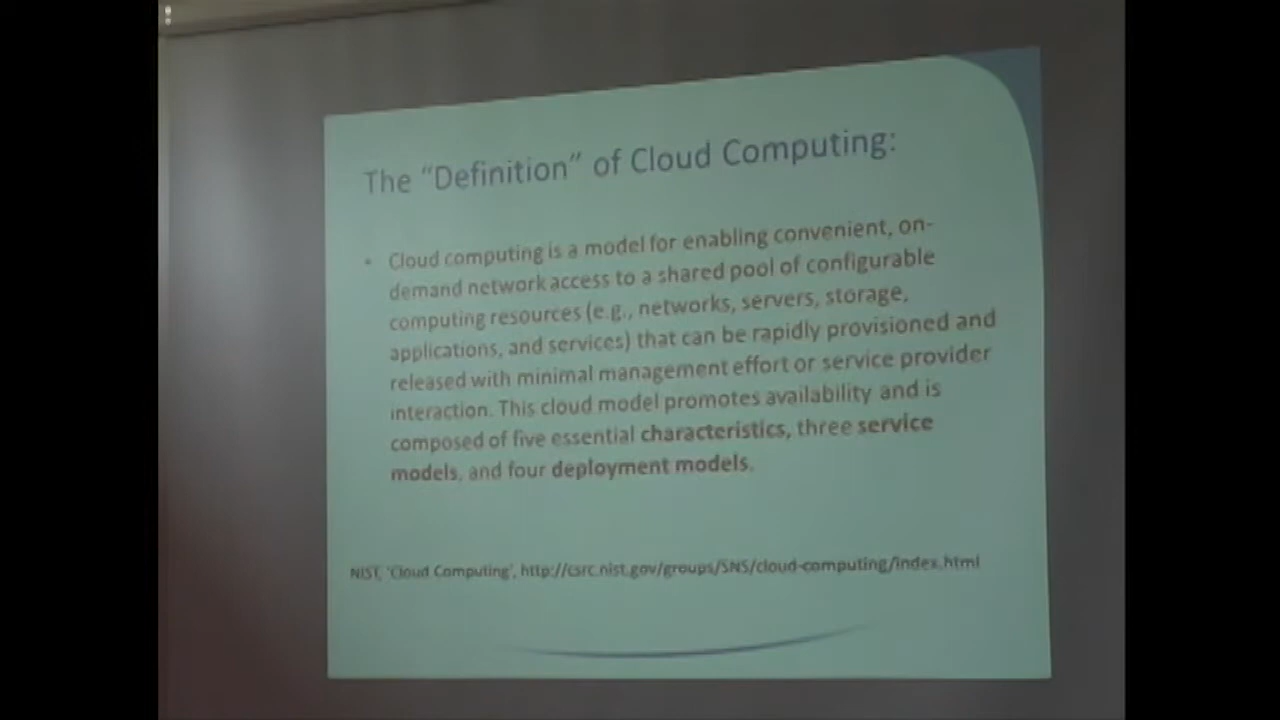 The “Definition” of Cloud Computing:
• Cloud computing is a model for enabling convenient, on-
demand network access to a shared pool of configurable
computing resources (e.g., networks, servers, storage,
applications, and services) that can be rapidly provisioned and
released with minimal management effort or service provider
interaction. This cloud model promotes availability and is
composed of five essential characteristics, three service
models, and four deployment models.
NIST, ‘Cloud Computing’, http://csrc.nist.gov/groups/SNS/cloud-computing/index.html